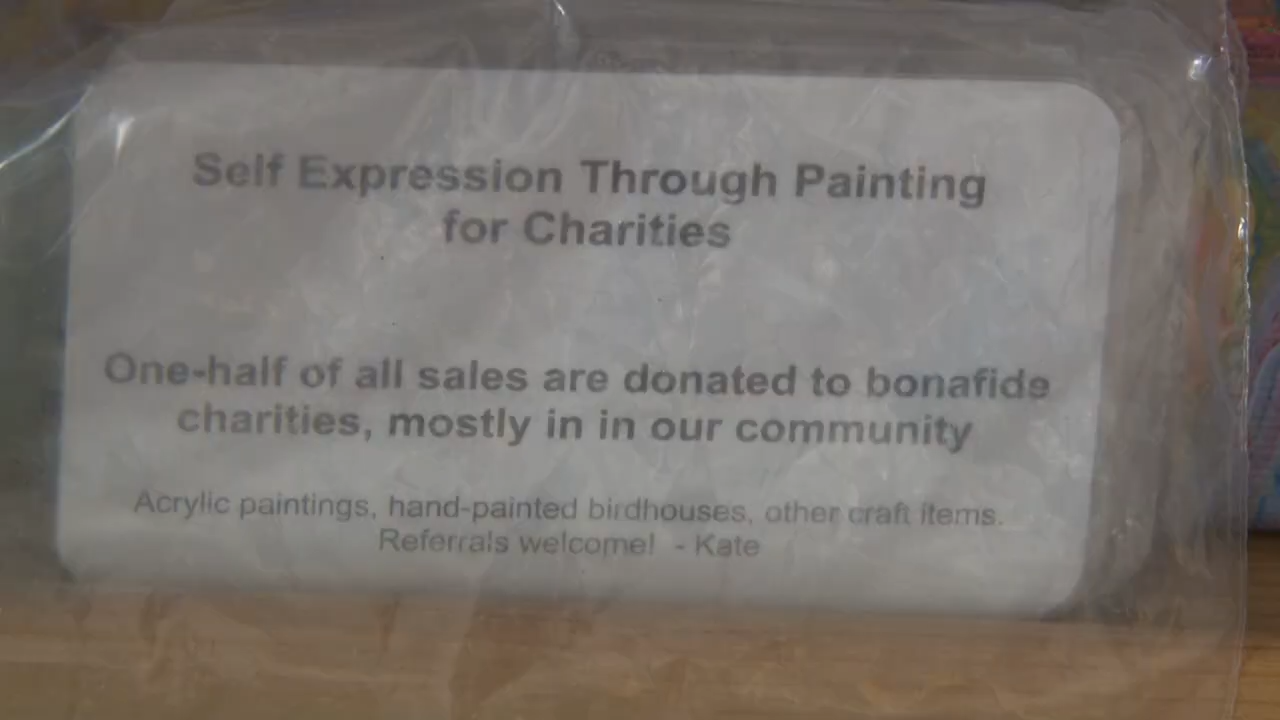 Self Expression Through Painting
for Charities
One-half of all sales are donated to bonafide
charities, mostly in in our community
Acrylic paintings, hand-painted birdhouses, other craft items.
Referrals welcome!  - Kate